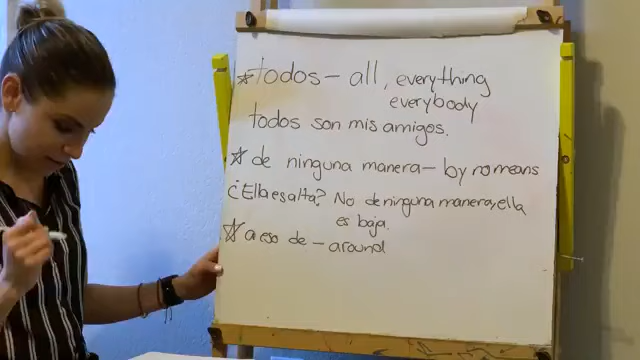 ☆ todos - all, everything
everybody
todos son mis amigos.
☆ de ninguna manera - by no means
¿Ella es alta? No de ninguna manera, ella
es baja.
☆ a eso de - around